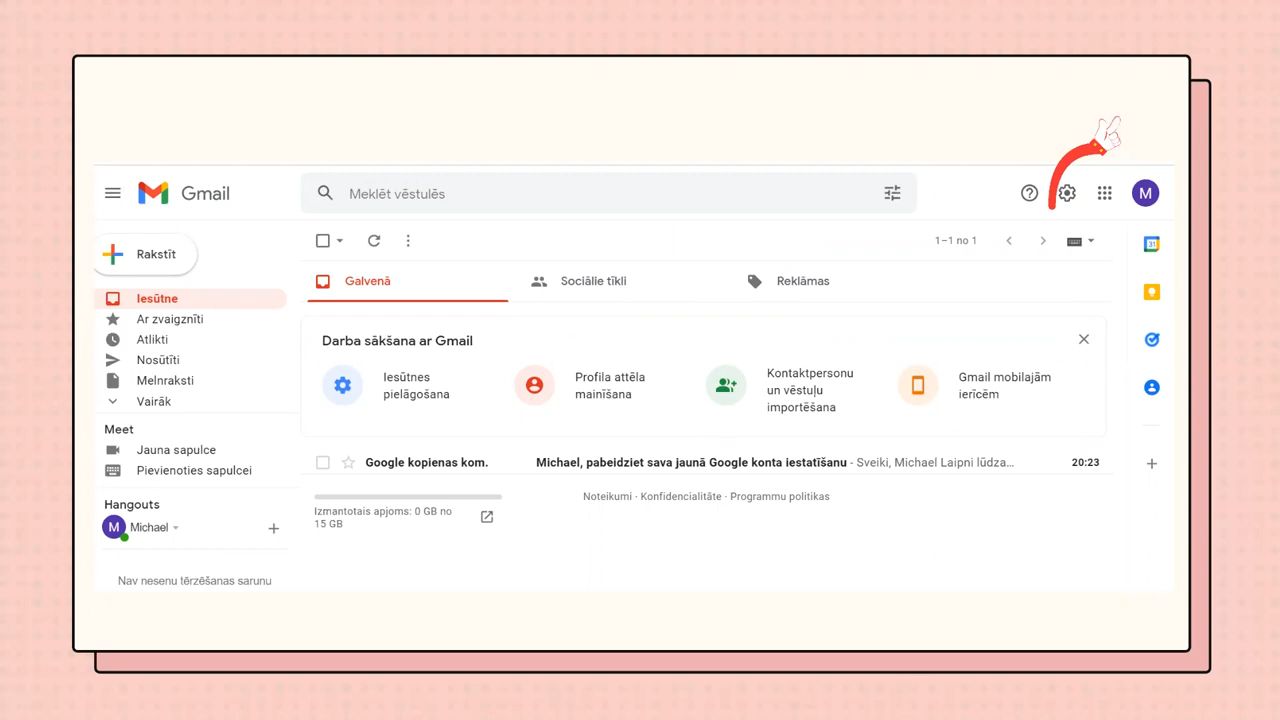 Gmail
Meklēt vēstulēs
M
Rakstīt
1–1 no 1
31
Iesūtne
Ar zvaigznīti
Atlikti
Nosūtīti
Melnraksti
Vairāk
Galvenā
Sociālie tīkli
Reklāmas
Darba sākšana ar Gmail
Iesūtnes
pielāgošana
Profila attēla
mainīšana
Kontaktpersonu
un vēstuļu
importēšana
Gmail mobilajām
ierīcēm
Meet
Jauna sapulce
Pievienoties sapulcei
Google kopienas kom.
Michael, pabeidziet sava jaunā Google konta iestatīšanu - Sveiki, Michael Laipni lūdza…
20:23
Noteikumi · Konfidencialitāte · Programmu politikas
Izmantotais apjoms: 0 GB no
15 GB
Hangouts
M
Michael
Nav nesenu tērzēšanas sarunu